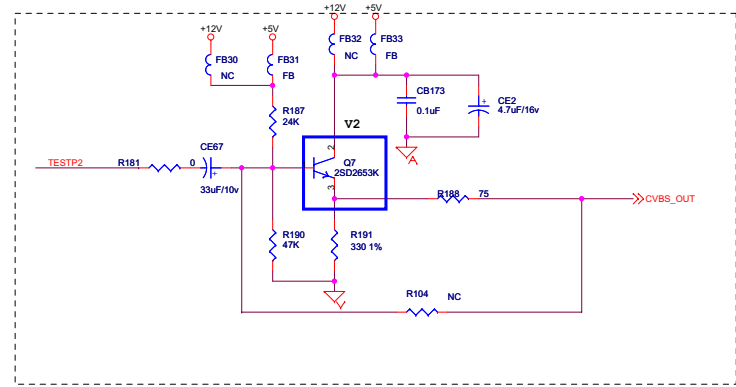 +12V
+5V
+12V
+5V
FB30
NC
FB31
FB
FB32
NC
FB33
FB
R187
24K
CB173
0.1uF
CE2
4.7uF/16v
+
A
V2
TESTP2
R181
0
CE67
+
33uF/10v
2
Q7
2SD2653K
3
R188
75
CVBS_OUT
R190
47K
R191
330 1%
V
R104
NC